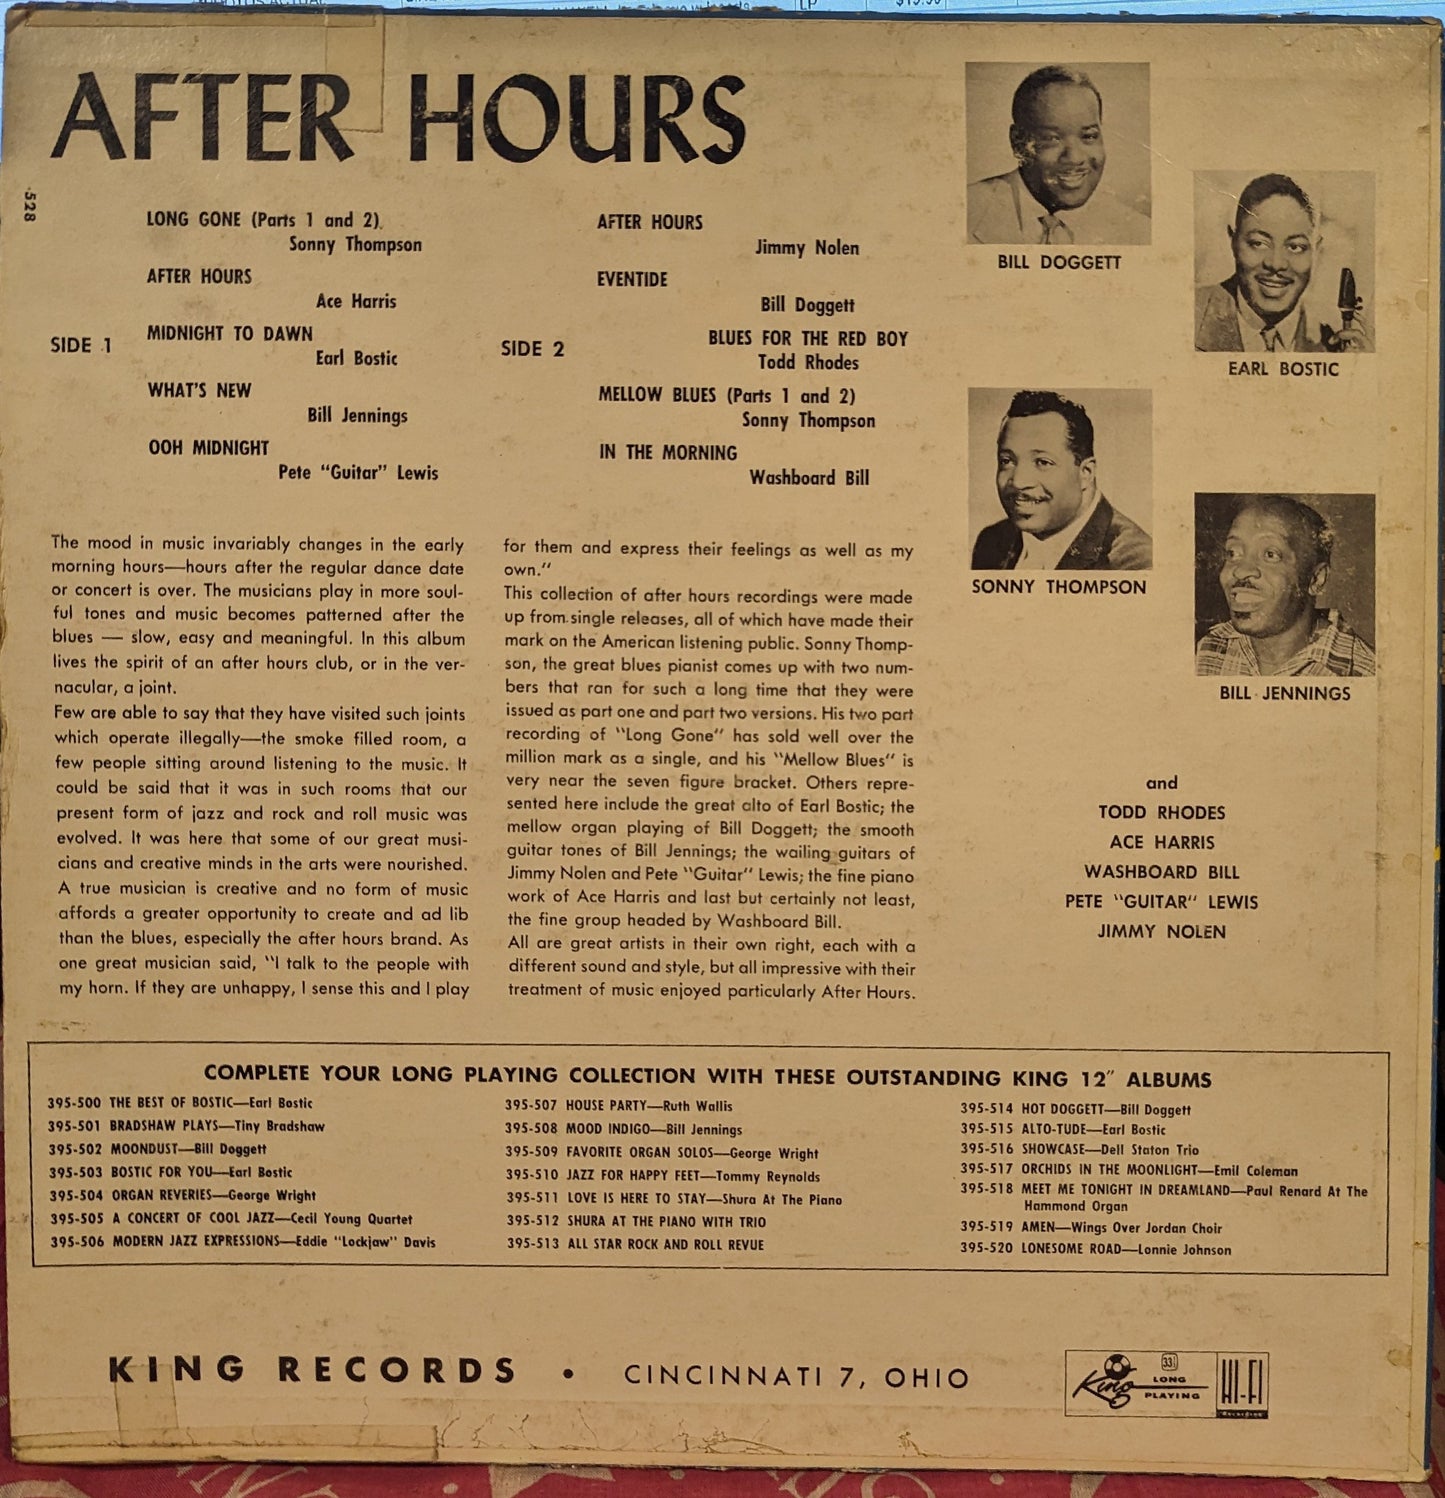 LP
$15.50
AFTER HOURS
528
SIDE 1
LONG GONE (Parts 1 and 2)
Sonny Thompson
AFTER HOURS
Ace Harris
MIDNIGHT TO DAWN
Earl Bostic
WHAT'S NEW
Bill Jennings
OOH MIDNIGHT
Pete "Guitar" Lewis
SIDE 2
AFTER HOURS
Jimmy Nolen
EVENTIDE
Bill Doggett
BLUES FOR THE RED BOY
Todd Rhodes
MELLOW BLUES (Parts 1 and 2)
Sonny Thompson
IN THE MORNING
Washboard Bill
BILL DOGGETT
EARL BOSTIC
SONNY THOMPSON
BILL JENNINGS
and
TODD RHODES
ACE HARRIS
WASHBOARD BILL
PETE "GUITAR" LEWIS
JIMMY NOLEN
The mood in music invariably changes in the early
morning hours—hours after the regular dance date
or concert is over. The musicians play in more soul-
ful tones and music becomes patterned after the
blues — slow, easy and meaningful. In this album
lives the spirit of an after hours club, or in the ver-
nacular, a joint.
Few are able to say that they have visited such joints
which operate illegally—the smoke filled room, a
few people sitting around listening to the music. It
could be said that it was in such rooms that our
present form of jazz and rock and roll music was
evolved. It was here that some of our great musi-
cians and creative minds in the arts were nourished.
A true musician is creative and no form of music
affords a greater opportunity to create and ad lib
than the blues, especially the after hours brand. As
one great musician said, "I talk to the people with
my horn. If they are unhappy, I sense this and I play
for them and express their feelings as well as my
own."
This collection of after hours recordings were made
up from single releases, all of which have made their
mark on the American listening public. Sonny Thomp-
son, the great blues pianist comes up with two num-
bers that ran for such a long time that they were
issued as part one and part two versions. His two part
recording of "Long Gone" has sold well over the
million mark as a single, and his "Mellow Blues" is
very near the seven figure bracket. Others repre-
sented here include the great alto of Earl Bostic; the
mellow organ playing of Bill Doggett; the smooth
guitar tones of Bill Jennings; the wailing guitars of
Jimmy Nolen and Pete "Guitar" Lewis; the fine piano
work of Ace Harris and last but certainly not least,
the fine group headed by Washboard Bill.
All are great artists in their own right, each with a
different sound and style, but all impressive with their
treatment of music enjoyed particularly After Hours.
COMPLETE YOUR LONG PLAYING COLLECTION WITH THESE OUTSTANDING KING 12" ALBUMS
395-500 THE BEST OF BOSTIC—Earl Bostic
395-501 BRADSHAW PLAYS—Tiny Bradshaw
395-502 MOONDUST—Bill Doggett
395-503 BOSTIC FOR YOU—Earl Bostic
395-504 ORGAN REVERIES—George Wright
395-505 A CONCERT OF COOL JAZZ—Cecil Young Quartet
395-506 MODERN JAZZ EXPRESSIONS—Eddie "Lockjaw" Davis
395-507 HOUSE PARTY—Ruth Wallis
395-508 MOOD INDIGO—Bill Jennings
395-509 FAVORITE ORGAN SOLOS—George Wright
395-510 JAZZ FOR HAPPY FEET—Tommy Reynolds
395-511 LOVE IS HERE TO STAY—Shura At The Piano
395-512 SHURA AT THE PIANO WITH TRIO
395-513 ALL STAR ROCK AND ROLL REVUE
395-514 HOT DOGGETT—Bill Doggett
395-515 ALTO-TUDE—Earl Bostic
395-516 SHOWCASE—Dell Staton Trio
395-517 ORCHIDS IN THE MOONLIGHT—Emil Coleman
395-518 MEET ME TONIGHT IN DREAMLAND—Paul Renard At The
Hammond Organ
395-519 AMEN—Wings Over Jordan Choir
395-520 LONESOME ROAD—Lonnie Johnson
KING RECORDS • CINCINNATI 7, OHIO
King
33⅓
LONG
PLAYING
HI-FI